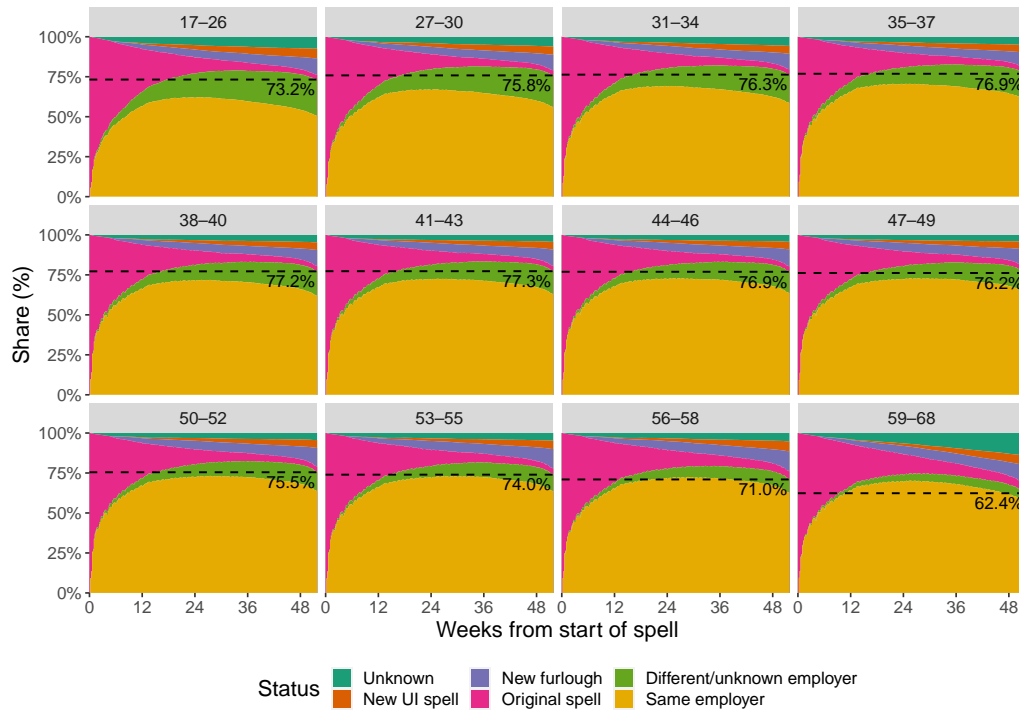 17–26 27–30 31–34 35–37
100%
75%
50%
25%
0%
73.2% 75.8% 76.3% 76.9%
38–40 41–43 44–46 47–49
100%
75%
50%
25%
0%
77.2% 77.3% 76.9% 76.2%
50–52 53–55 56–58 59–68
100%
75%
50%
25%
0%
75.5% 74.0% 71.0% 62.4%
0 12 24 36 48 0 12 24 36 48 0 12 24 36 48 0 12 24 36 48
Share (%)
Weeks from start of spell
Status
Unknown New furlough Different/unknown employer
New UI spell Original spell Same employer